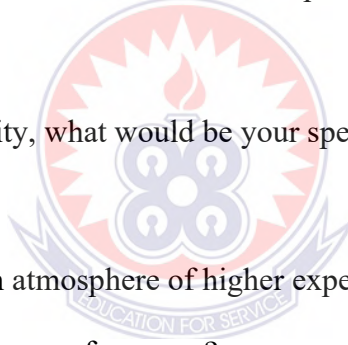 ity, what would be your spe
n atmosphere of higher expe
EDUCATION FOR SERVICE